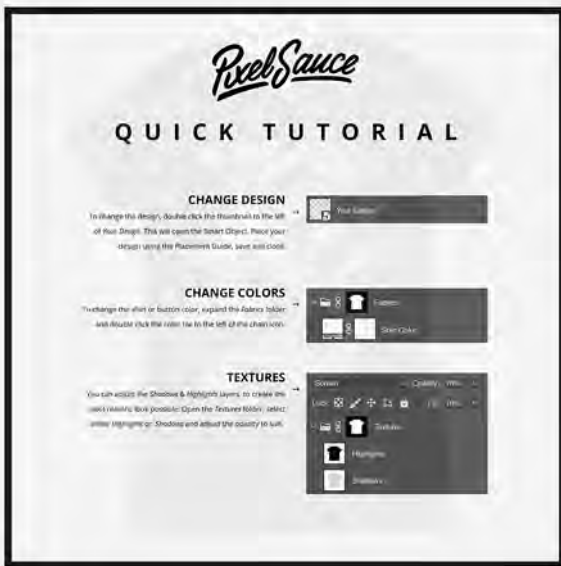 Pixel Sauce
QUICK TUTORIAL
CHANGE DESIGN
To change the design, double click the thumbnail to the left
of Your Design. This will open the Smart Object. Place your
design using the Placement Guide, save and close.
Your Design
CHANGE COLORS
To change the shirt or button color, expand the Fabrics folder
and double click the color tile to the left of the chain icon.
Fabrics
Shirt Color
TEXTURES
You can adjust the Shadows & Highlights layers, to create the
most realistic look possible. Open the Textures folder, select
either Highlights or Shadows and adjust the opacity to suit.
Screen Opacity:
Lock:
Textures
Highlights
Shadows